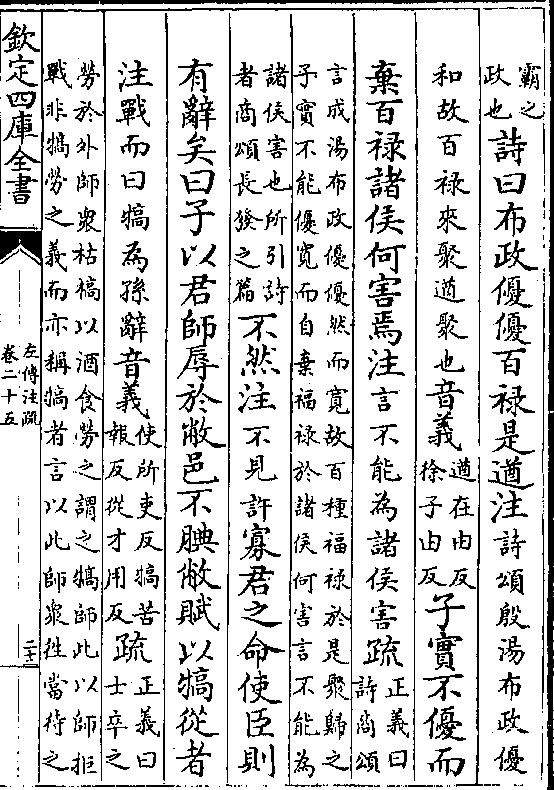 霸之
政也
詩曰布政優優百禄是遒注詩頌殷湯布政優
和故百禄來聚遒聚也音義
遒在由反
徐子由反
子實不優而
棄百禄諸侯何害焉注言不能為諸侯害疏
正義曰
詩商頌
言成湯布政優優然而寛故百種福禄於是聚歸之
子實不能優寛而自棄福禄於諸侯何害言不能為
諸侯害也所引詩
者商頌長發之篇
不然注不見許寡君之命使臣則
有辭矣曰子以君師辱於敝邑不腆敝賦以犒從者
注戰而曰犒為孫辭音義
使所吏反犒苦
報反從才用反
疏
正義曰
士卒之
勞於外師衆枯槁以酒食勞之謂之犒師此以師拒
戰非犒勞之義而亦稱犒者言以此師衆徃當待之
欽定四庫全書
左傳注疏
卷二十五